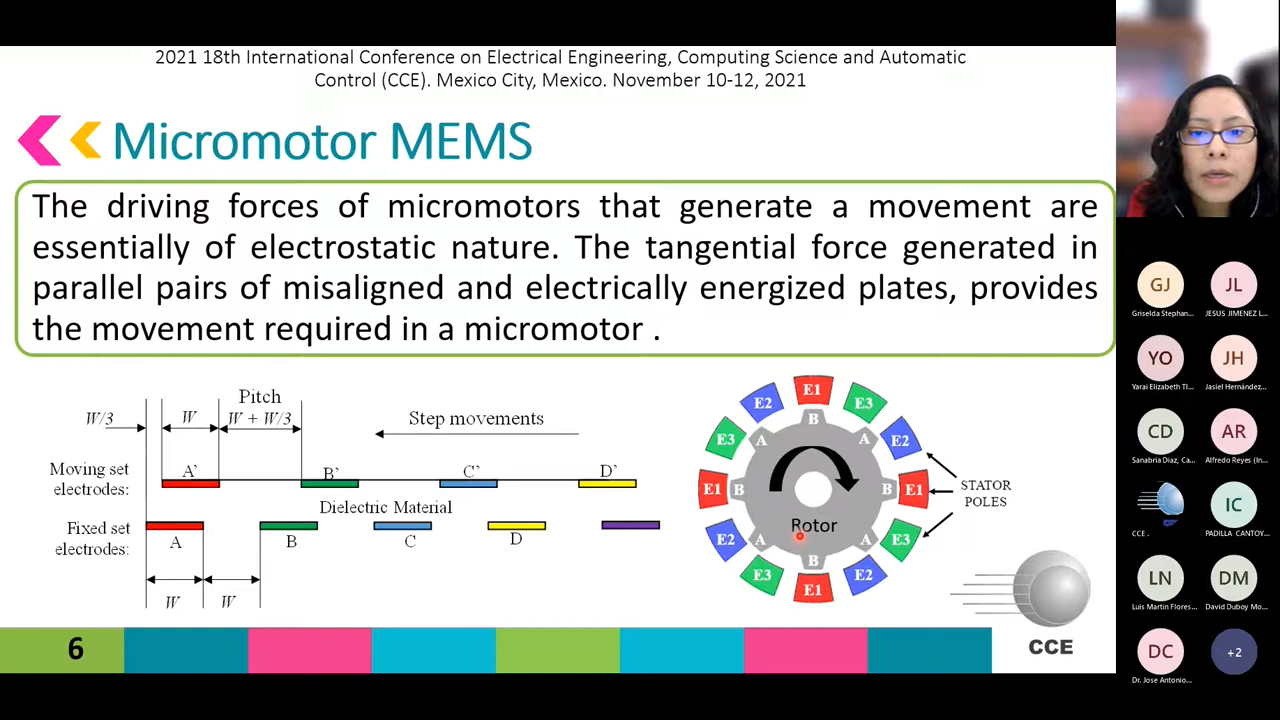 2021 18th International Conference on Electrical Engineering, Computing Science and Automatic
Control (CCE). Mexico City, Mexico. November 10-12, 2021
Micromotor MEMS
The driving forces of micromotors that generate a movement are
essentially of electrostatic nature. The tangential force generated in
parallel pairs of misaligned and electrically energized plates, provides
the movement required in a micromotor .
Pitch
W/3
W
W + W/3
Step movements
Moving set
electrodes:
A'
B'
C'
D'
Dielectric Material
Fixed set
electrodes:
A
B
C
D
W
W
E1
E2
E3
B
E3
A
A
E2
E1
B
B
E1
STATOR
POLES
Rotor
E2
A
A
E3
B
E3
E2
E1
CCE
6
GJ
JL
Griselda Stephan...
JESUS JIMENEZ L...
YO
JH
Yarai Elizabeth Tl...
Jasiel Hernández...
CD
AR
Sanabria Diaz, Ca...
Alfredo Reyes (In...
IC
CCE .
PADILLA CANTOY...
LN
DM
Luis Martin Flores...
David Duboy Mo...
DC
+2
Dr. Jose Antonio...